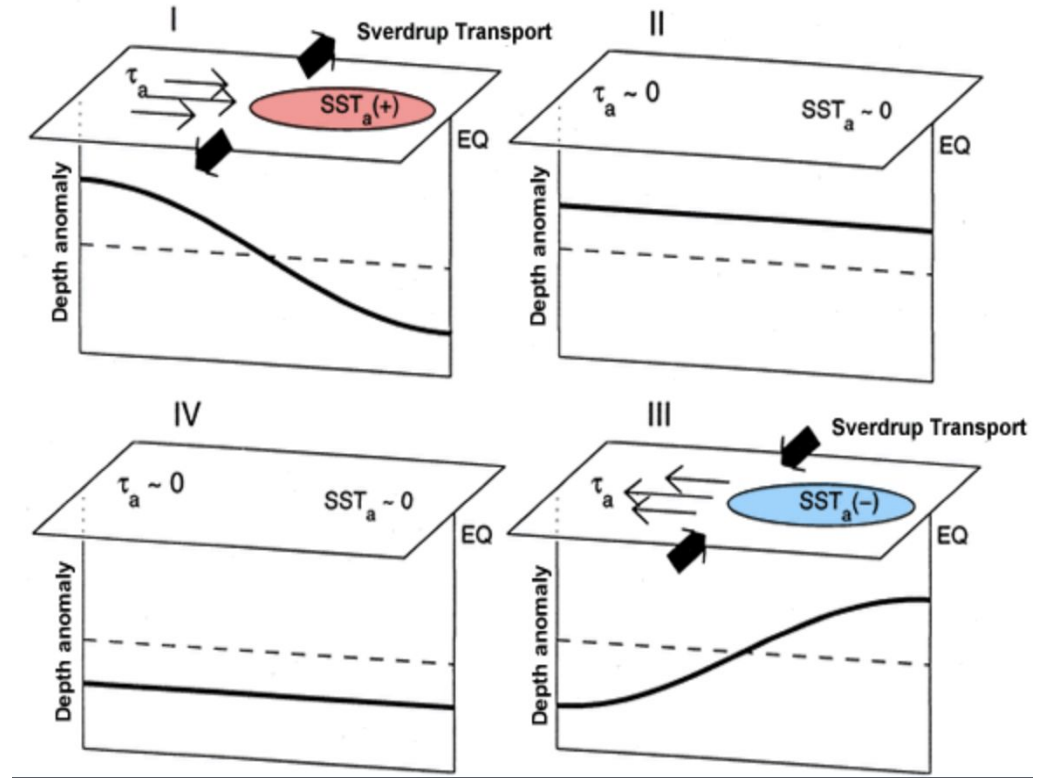 I
Sverdrup Transport
τa
SSTa(+)
EQ
Depth anomaly
II
τa ~ 0
SSTa ~ 0
EQ
Depth anomaly
IV
τa ~ 0
SSTa ~ 0
EQ
Depth anomaly
III
Sverdrup Transport
τa
SSTa(–)
EQ
Depth anomaly